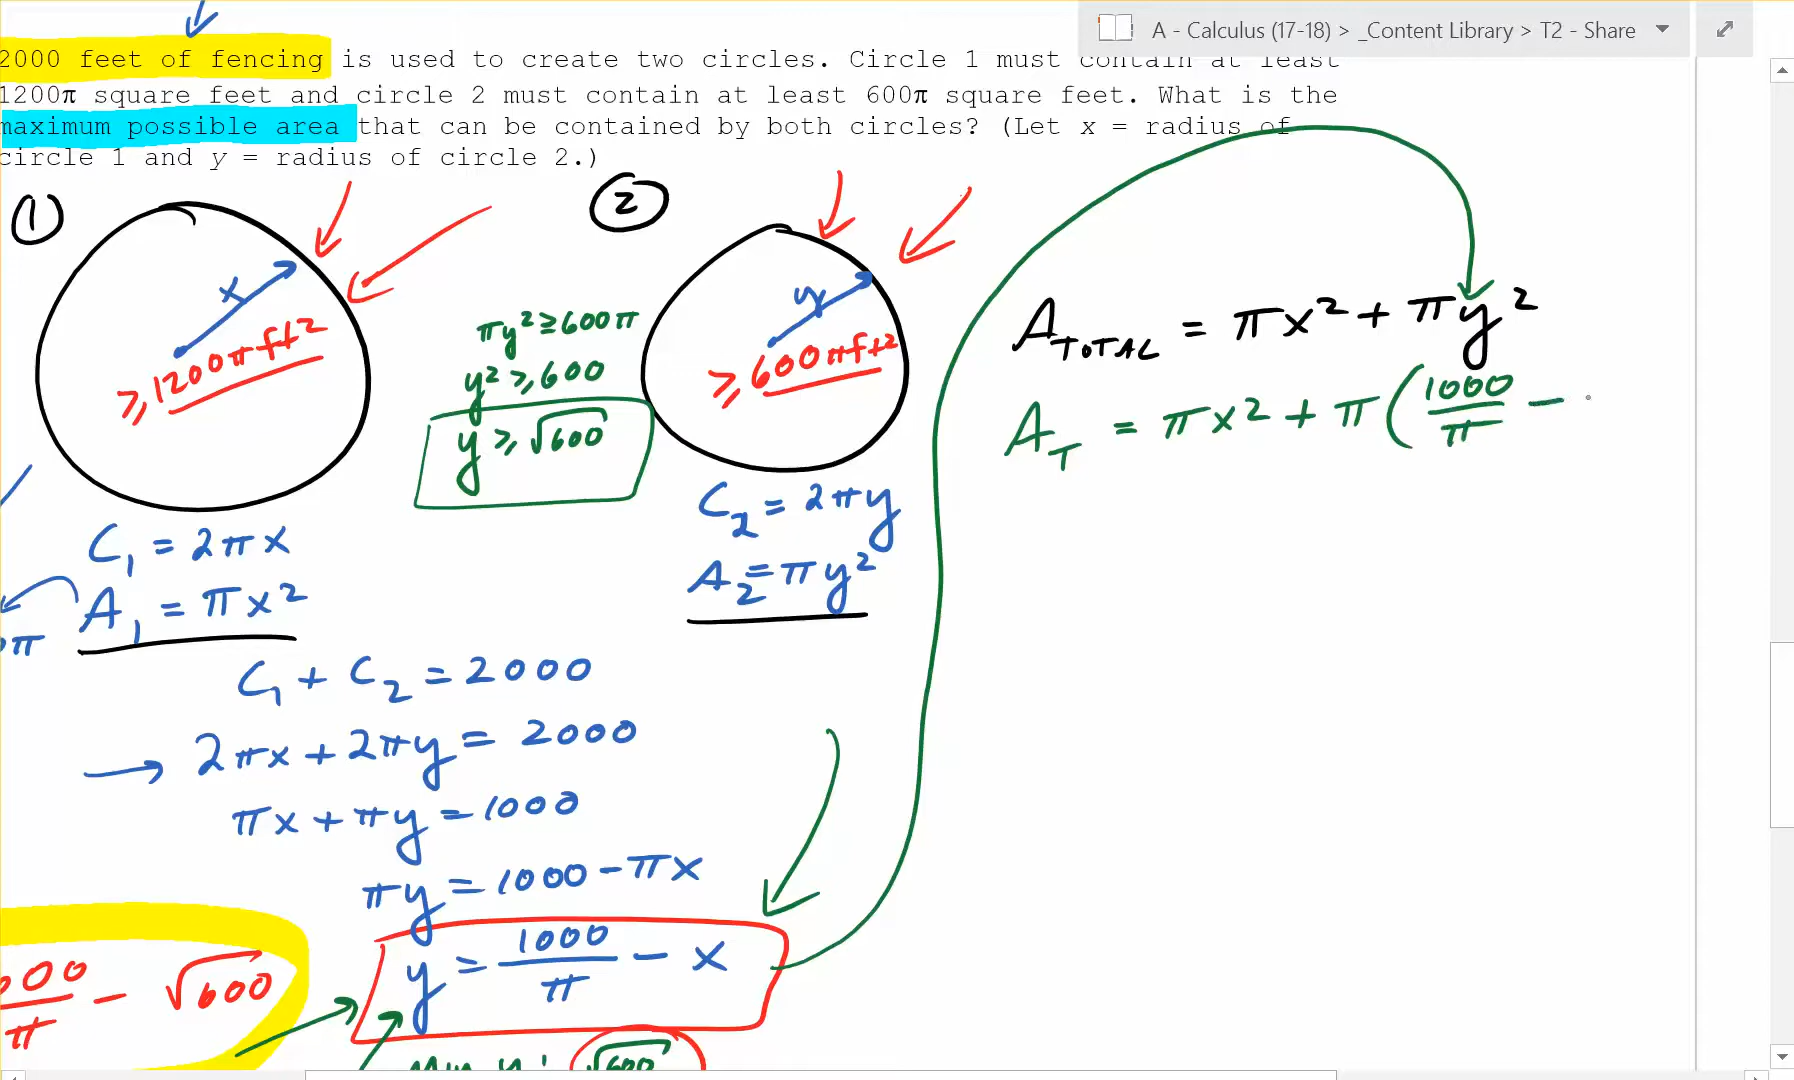 A - Calculus (17-18) > _Content Library > T2 - Share
2000 feet of fencing is used to create two circles. Circle 1 must contain at least
1200π square feet and circle 2 must contain at least 600π square feet. What is the
maximum possible area that can be contained by both circles? (Let x = radius of
circle 1 and y = radius of circle 2.)
1
x
≥ 1200π ft²
C₁ = 2πx
A₁ = πx²
π
πy² ≥ 600π
y² ≥ 600
y ≥ √600
2
y
≥ 600π ft²
C₂ = 2πy
A₂ = πy²
C₁ + C₂ = 2000
→ 2πx + 2πy = 2000
πx + πy = 1000
πy = 1000 - πx
y = 1000/π - x
00/π - √600
Min y: √600
A_TOTAL = πx² + πy²
A_T = πx² + π(1000/π -